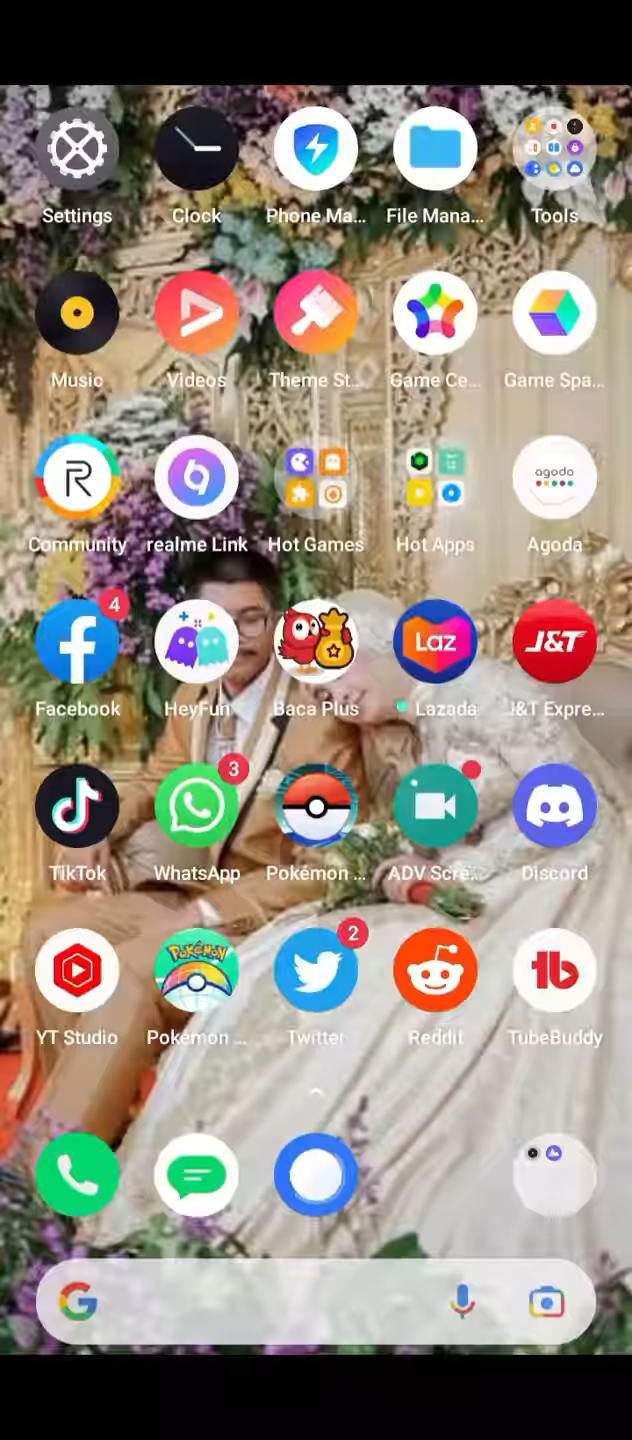 Settings Clock Phone Ma... File Mana... Tools
Music Videos Theme St... Game Ce... Game Spa...
agoda
Community realme Link Hot Games Hot Apps Agoda
4
Laz J&T
Facebook HeyFun Baca Plus Lazada J&T Expre...
3
TikTok WhatsApp Pokémon ... ADV Scre... Discord
2
POKÉMON
YT Studio Pokémon ... Twitter Reddit TubeBuddy